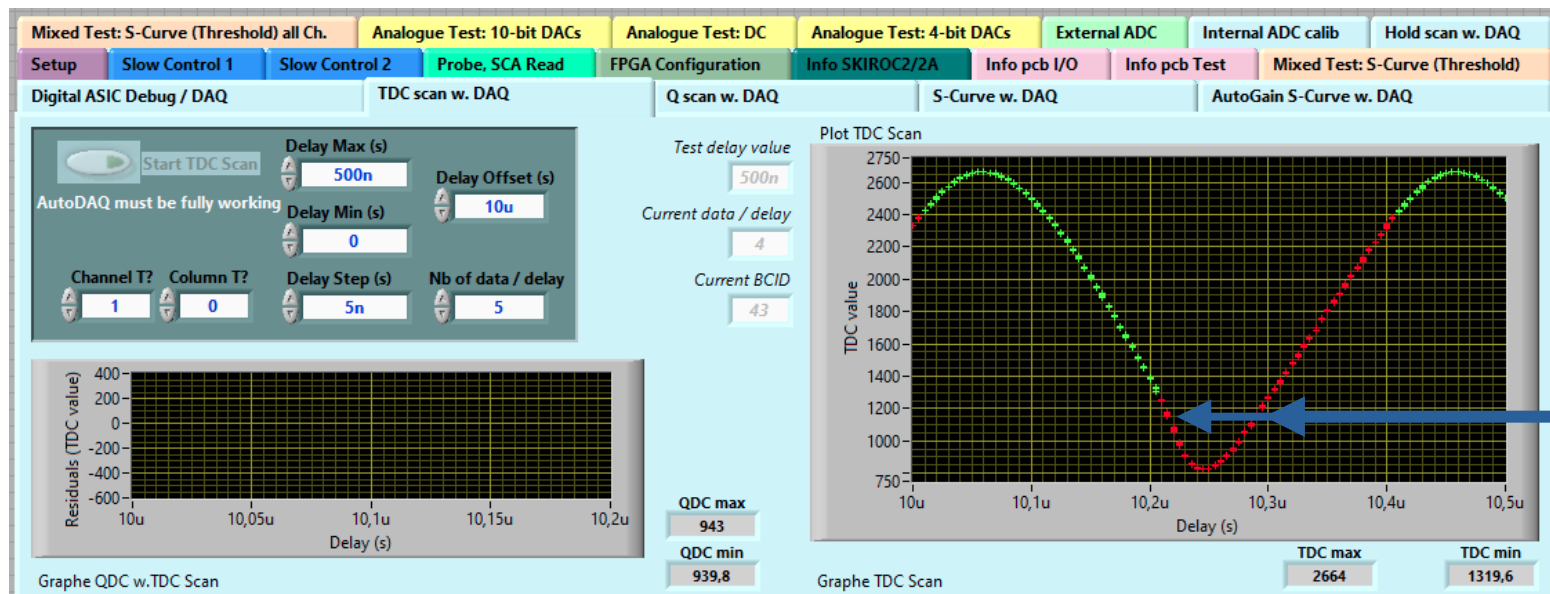 Mixed Test: S-Curve (Threshold) all Ch. Analogue Test: 10-bit DACs Analogue Test: DC Analogue Test: 4-bit DACs External ADC Internal ADC calib Hold scan w. DAQ
Setup Slow Control 1 Slow Control 2 Probe, SCA Read FPGA Configuration Info SKIROC2/2A Info pcb I/O Info pcb Test Mixed Test: S-Curve (Threshold)
Digital ASIC Debug / DAQ TDC scan w. DAQ Q scan w. DAQ S-Curve w. DAQ AutoGain S-Curve w. DAQ
Start TDC Scan
AutoDAQ must be fully working
Delay Max (s)
500n
Delay Offset (s)
10u
Delay Min (s)
0
Channel T? Column T? Delay Step (s) Nb of data / delay
1 0 5n 5
Test delay value
500n
Current data / delay
4
Current BCID
43
Plot TDC Scan
TDC value
2750
2600
2400
2200
2000
1800
1600
1400
1200
1000
750
10u 10,1u 10,2u 10,3u 10,4u 10,5u
Delay (s)
Residuals (TDC value)
400
200
0
-200
-400
-600
10u 10,05u 10,1u 10,15u 10,2u
Delay (s)
Graphe QDC w.TDC Scan
QDC max
943
QDC min
939,8
Graphe TDC Scan
TDC max TDC min
2664 1319,6